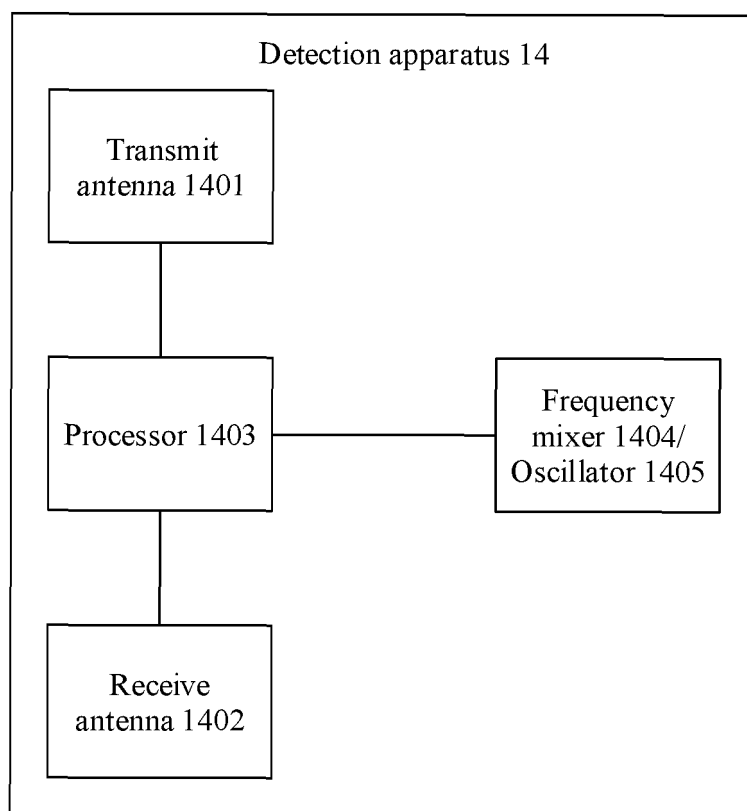 Detection apparatus 14
Transmit
antenna 1401
Processor 1403
Frequency
mixer 1404/
Oscillator 1405
Receive
antenna 1402